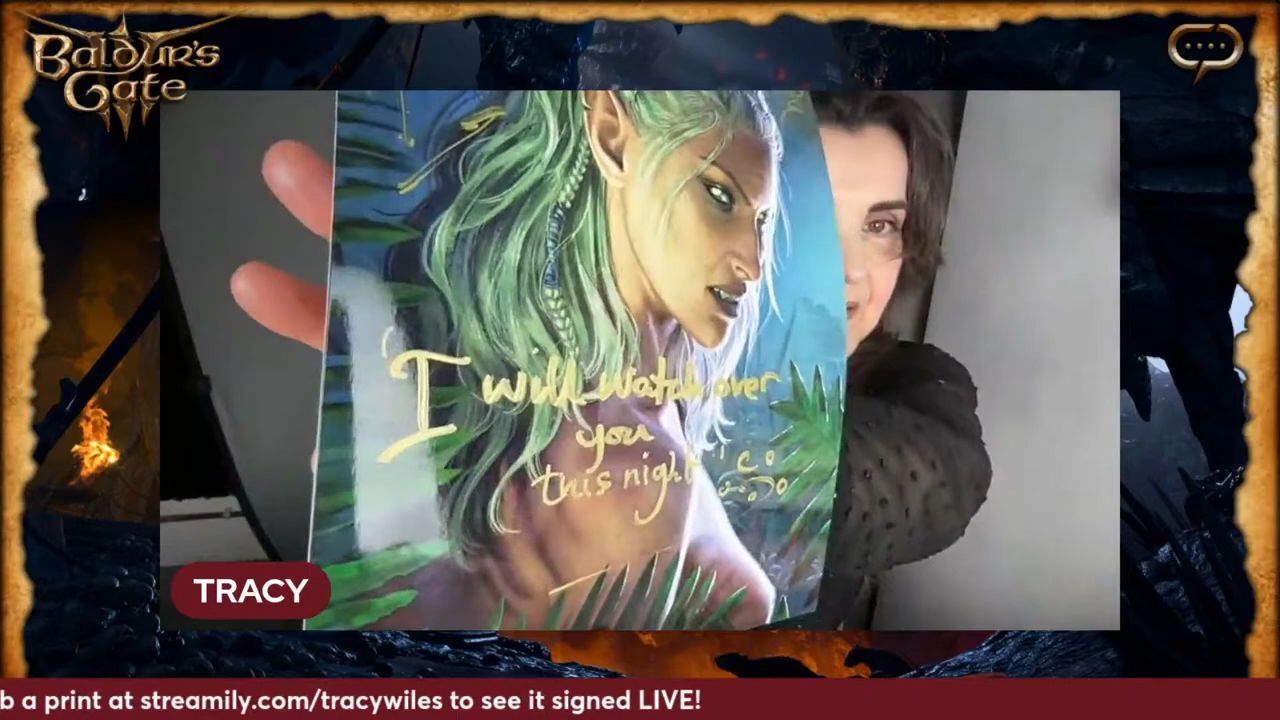 Baldur's
Gate
III
I will watch over
you
this night
TRACY
b a print at streamily.com/tracywiles to see it signed LIVE!